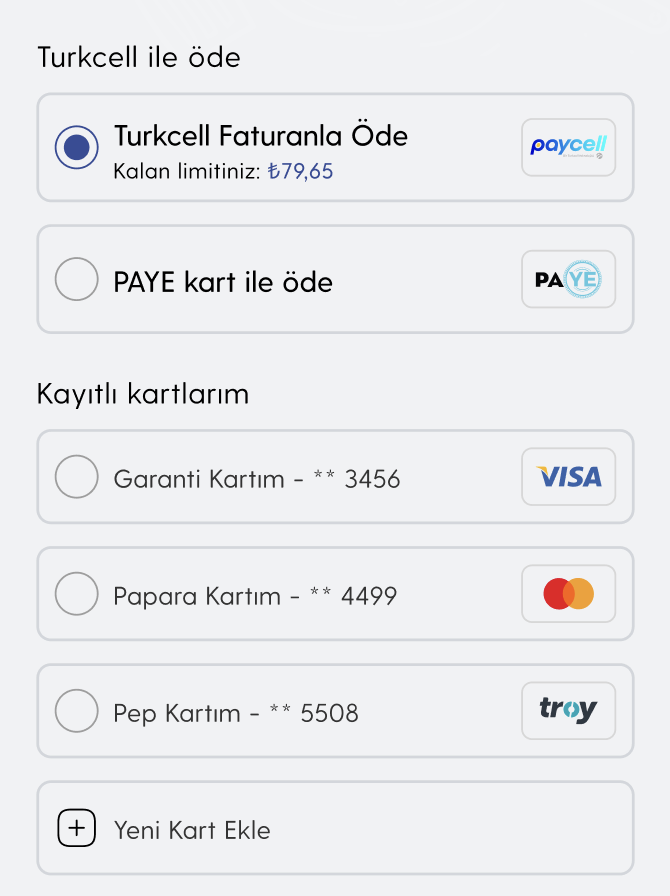 Turkcell ile öde
Turkcell Faturanla Öde
Kalan limitiniz: ₺79,65
paycell
PAYE kart ile öde
PAYE
Kayıtlı kartlarım
Garanti Kartım - ** 3456
VISA
Papara Kartım - ** 4499
Pep Kartım - ** 5508
troy
Yeni Kart Ekle